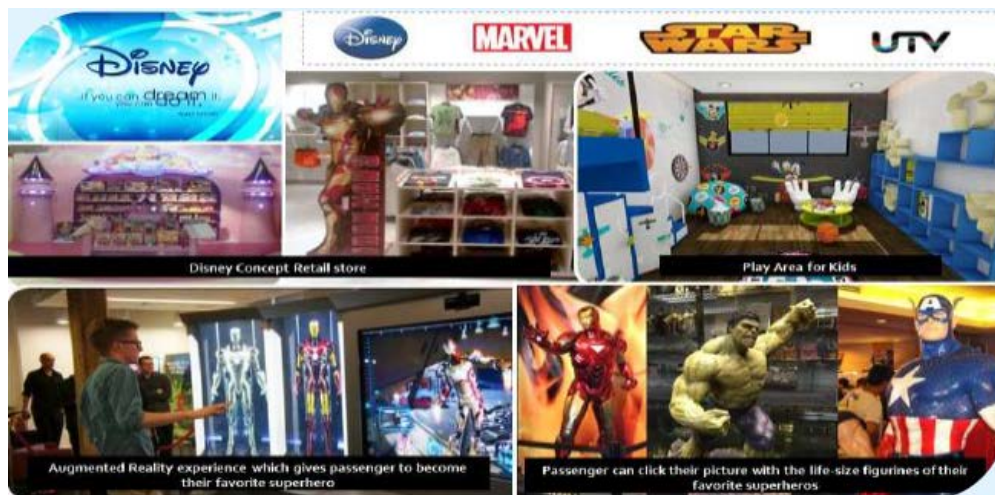 DISNEY
if you can dream it,
you can do it.
DISNEY
MARVEL
STAR
WARS
UTV
Disney Concept Retail store
Play Area for Kids
Augmented Reality experience which gives passenger to become
their favorite superhero
Passenger can click their picture with the life-size figurines of their
favorite superheros